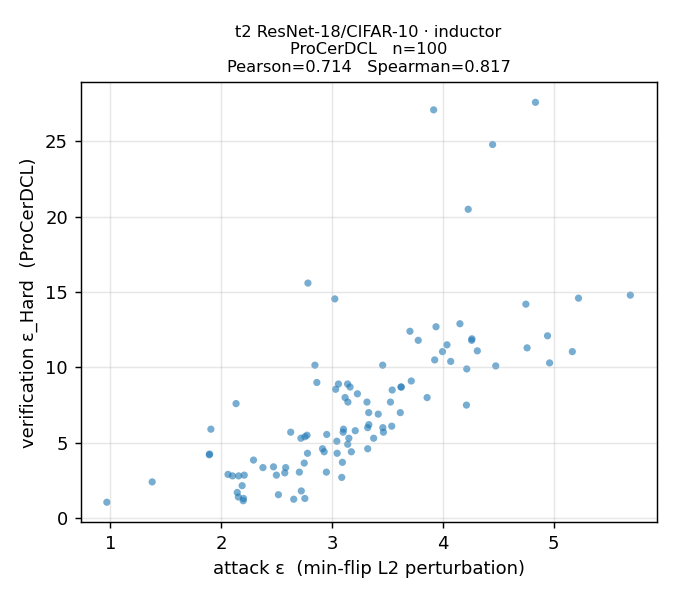 t2 ResNet-18/CIFAR-10 · inductor
ProCerDCL   n=100
Pearson=0.714   Spearman=0.817
verification ε_Hard  (ProCerDCL)
25
20
15
10
5
0
1 2 3 4 5
attack ε  (min-flip L2 perturbation)